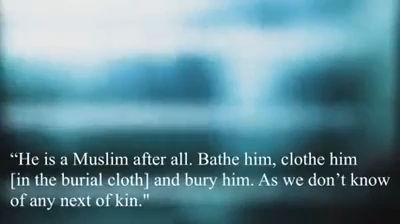 “He is a Muslim after all. Bathe him, clothe him
[in the burial cloth] and bury him. As we don’t know
of any next of kin."